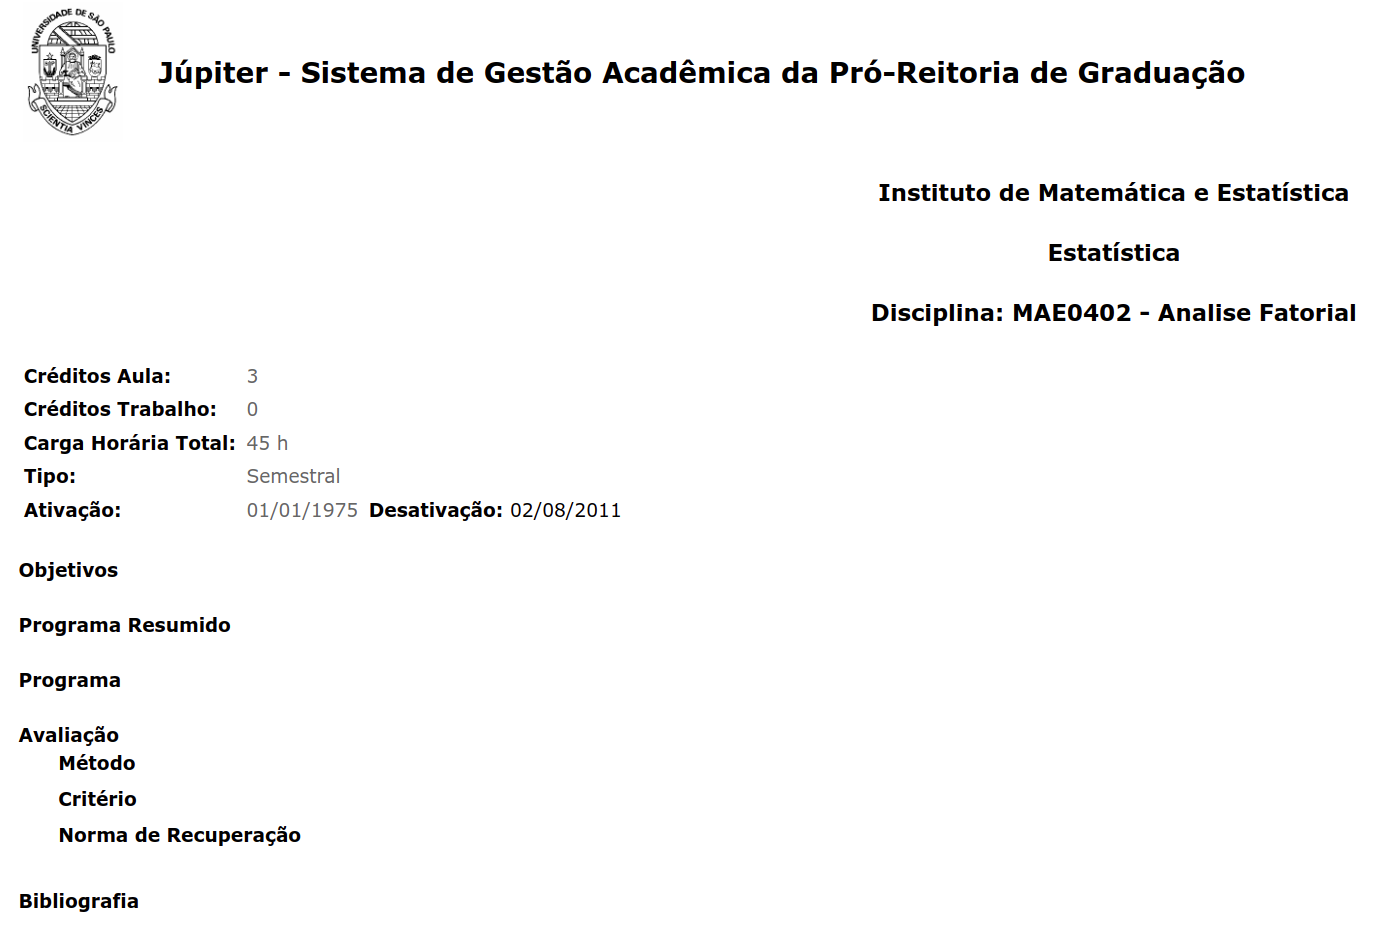 UNIVERSIDADE DE SÃO PAULO
SCIENTIA VINCES
Júpiter - Sistema de Gestão Acadêmica da Pró-Reitoria de Graduação
Instituto de Matemática e Estatística
Estatística
Disciplina: MAE0402 - Analise Fatorial
Créditos Aula: 3
Créditos Trabalho: 0
Carga Horária Total: 45 h
Tipo: Semestral
Ativação: 01/01/1975 Desativação: 02/08/2011
Objetivos
Programa Resumido
Programa
Avaliação
Método
Critério
Norma de Recuperação
Bibliografia